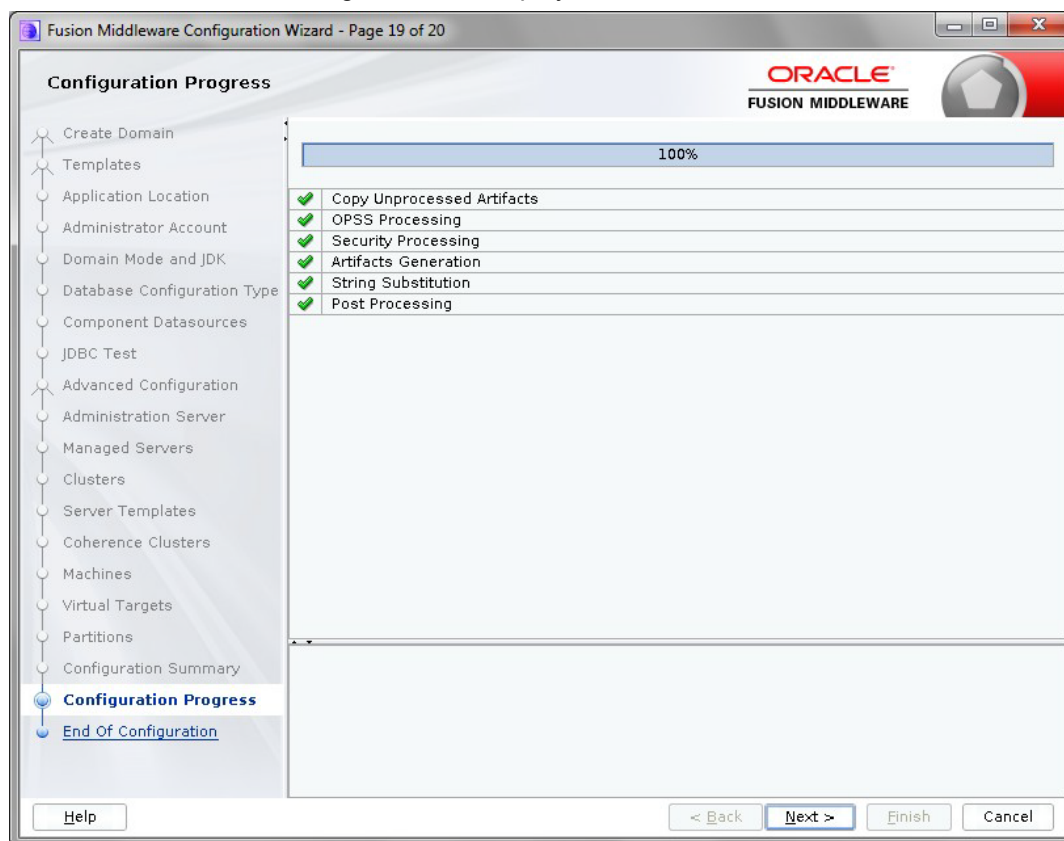 Fusion Middleware Configuration Wizard - Page 19 of 20
Configuration Progress
ORACLE
FUSION MIDDLEWARE
Create Domain
Templates
Application Location
Administrator Account
Domain Mode and JDK
Database Configuration Type
Component Datasources
JDBC Test
Advanced Configuration
Administration Server
Managed Servers
Clusters
Server Templates
Coherence Clusters
Machines
Virtual Targets
Partitions
Configuration Summary
Configuration Progress
End Of Configuration
100%
Copy Unprocessed Artifacts
OPSS Processing
Security Processing
Artifacts Generation
String Substitution
Post Processing
Help
< Back
Next >
Finish
Cancel